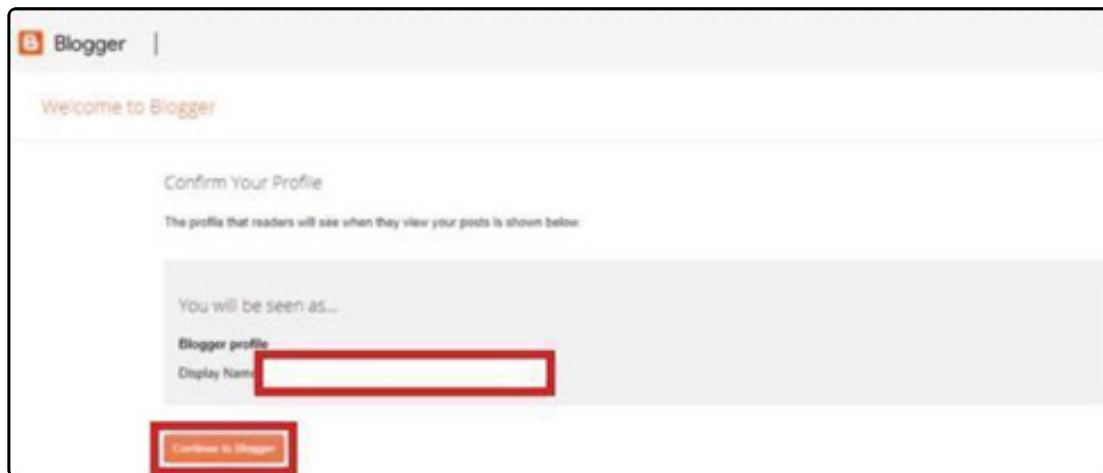 Blogger
Welcome to Blogger
Confirm Your Profile
The profile that readers will see when they view your posts is shown below.
You will be seen as...
Blogger profile
Display Name
Continue to Blogger